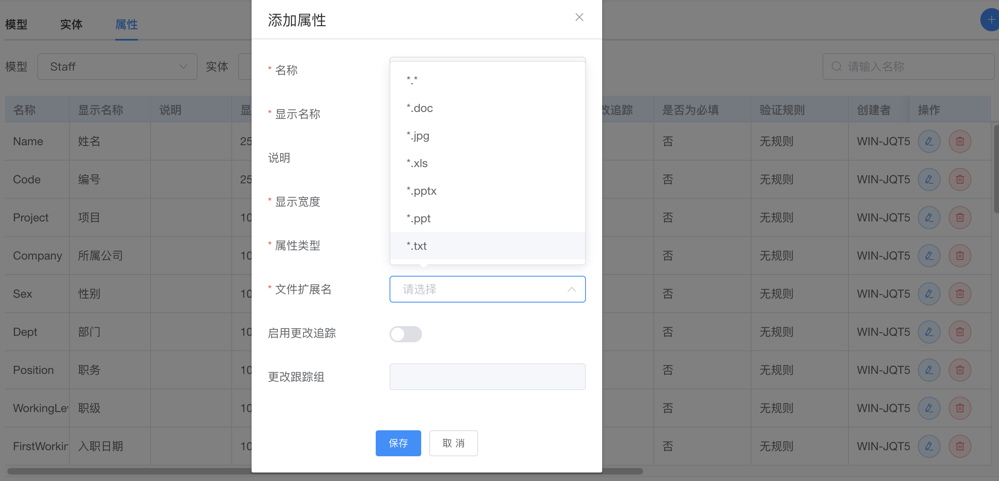 模型 实体 属性
模型 Staff 实体 请输入名称
名称 显示名称 说明 显 改追踪 是否为必填 验证规则 创建者 操作
Name 姓名 25 否 无规则 WIN-JQT5
Code 编号 25 否 无规则 WIN-JQT5
Project 项目 10 否 无规则 WIN-JQT5
Company 所属公司 10 否 无规则 WIN-JQT5
Sex 性别 10 否 无规则 WIN-JQT5
Dept 部门 10 否 无规则 WIN-JQT5
Position 职务 10 否 无规则 WIN-JQT5
WorkingLev 职级 10 否 无规则 WIN-JQT5
FirstWorkin 入职日期 10 否 无规则 WIN-JQT5
添加属性
* 名称
* 显示名称
说明
* 显示宽度
* 属性类型
*.*
*.doc
*.jpg
*.xls
*.pptx
*.ppt
*.txt
* 文件扩展名 请选择
启用更改追踪
更改跟踪组
保存 取 消